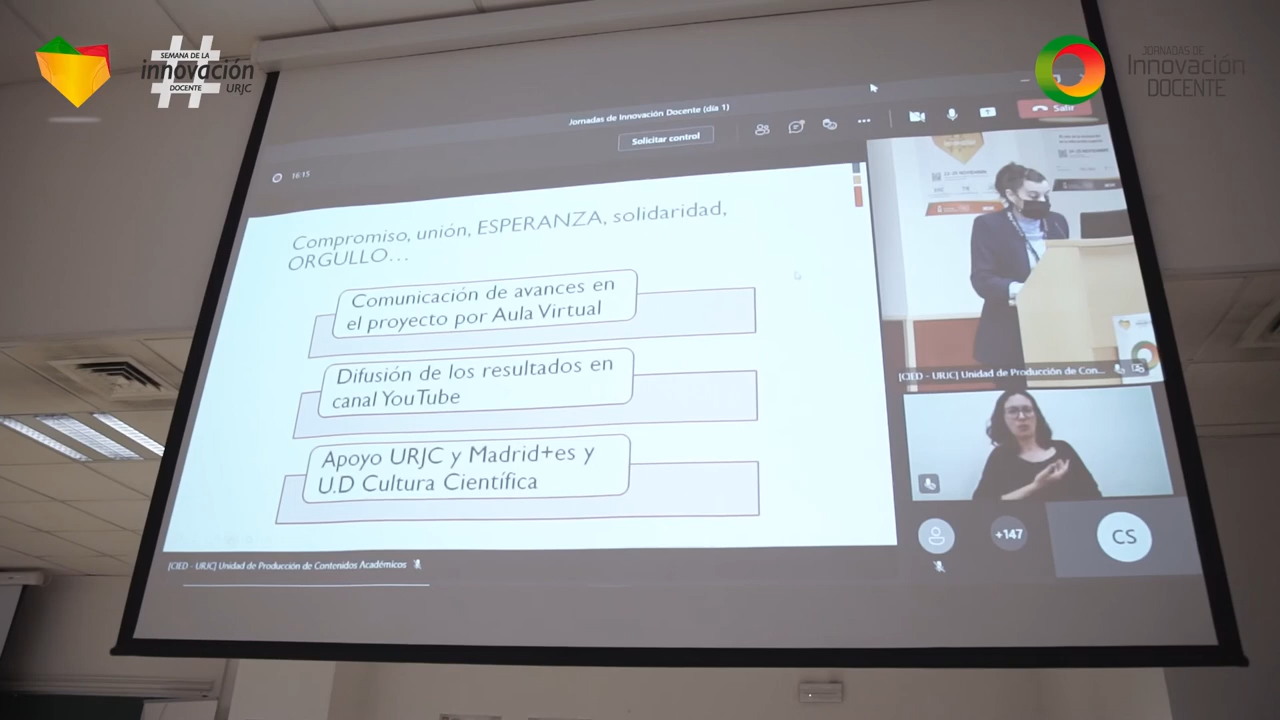 SEMANA DE LA
innovación
DOCENTE URJC
JORNADAS DE
Innovación
DOCENTE
Jornadas de Innovación Docente (día 1)
Solicitar control
Salir
16:15
Compromiso, unión, ESPERANZA, solidaridad,
ORGULLO...
Comunicación de avances en
el proyecto por Aula Virtual
Difusión de los resultados en
canal YouTube
Apoyo URJC y Madrid+es y
U.D Cultura Científica
[CIED - URJC] Unidad de Producción de Con...
+147
CS
[CIED - URJC] Unidad de Producción de Contenidos Académicos